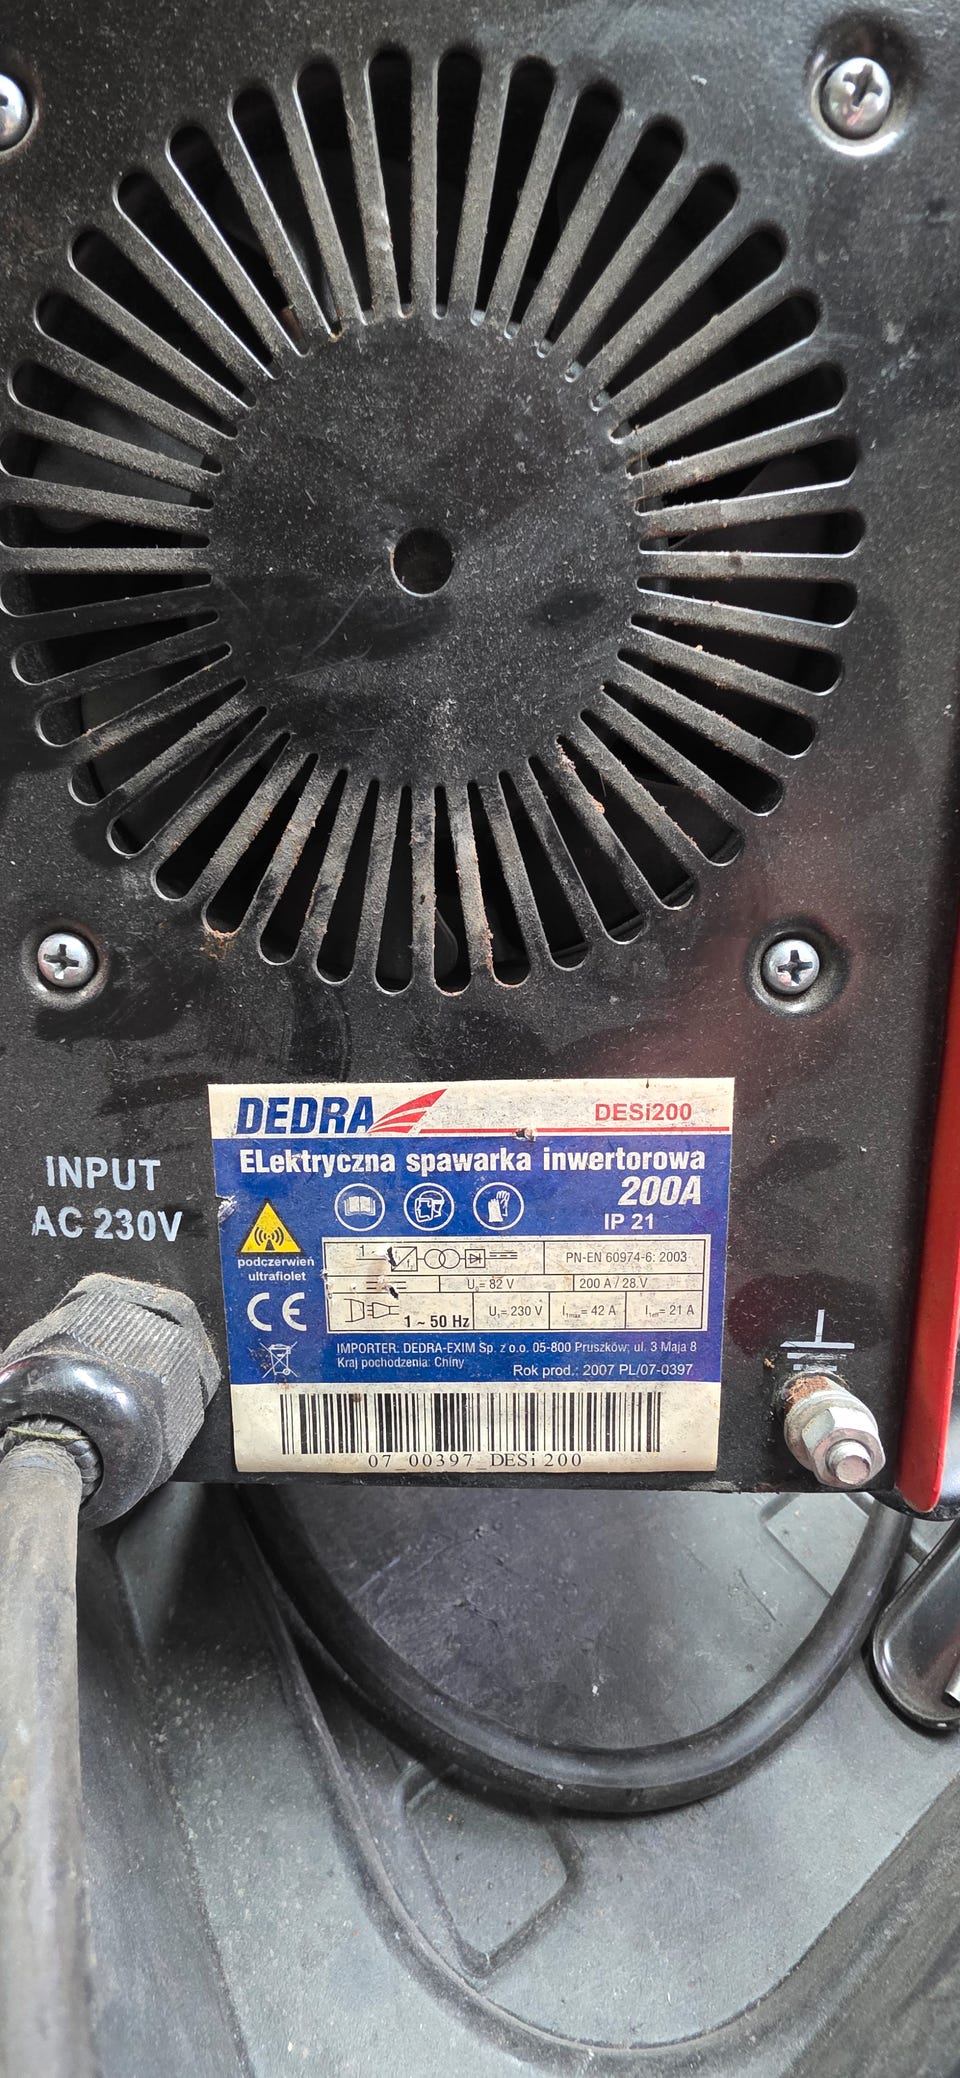 DEDRA DESi200
ELektryczna spawarka inwertorowa
200A
IP 21
INPUT
AC 230V
podczerwień
ultrafiolet
CE
1~
PN-EN 60974-6: 2003
U₀= 82 V
200 A / 28 V
1 ~ 50 Hz
U₁= 230 V
I₁max= 42 A
I₁eff= 21 A
IMPORTER: DEDRA-EXIM Sp. z o.o. 05-800 Pruszków; ul. 3 Maja 8
Kraj pochodzenia: Chiny
Rok prod.: 2007 PL/07-0397
07_00397_DESi 200